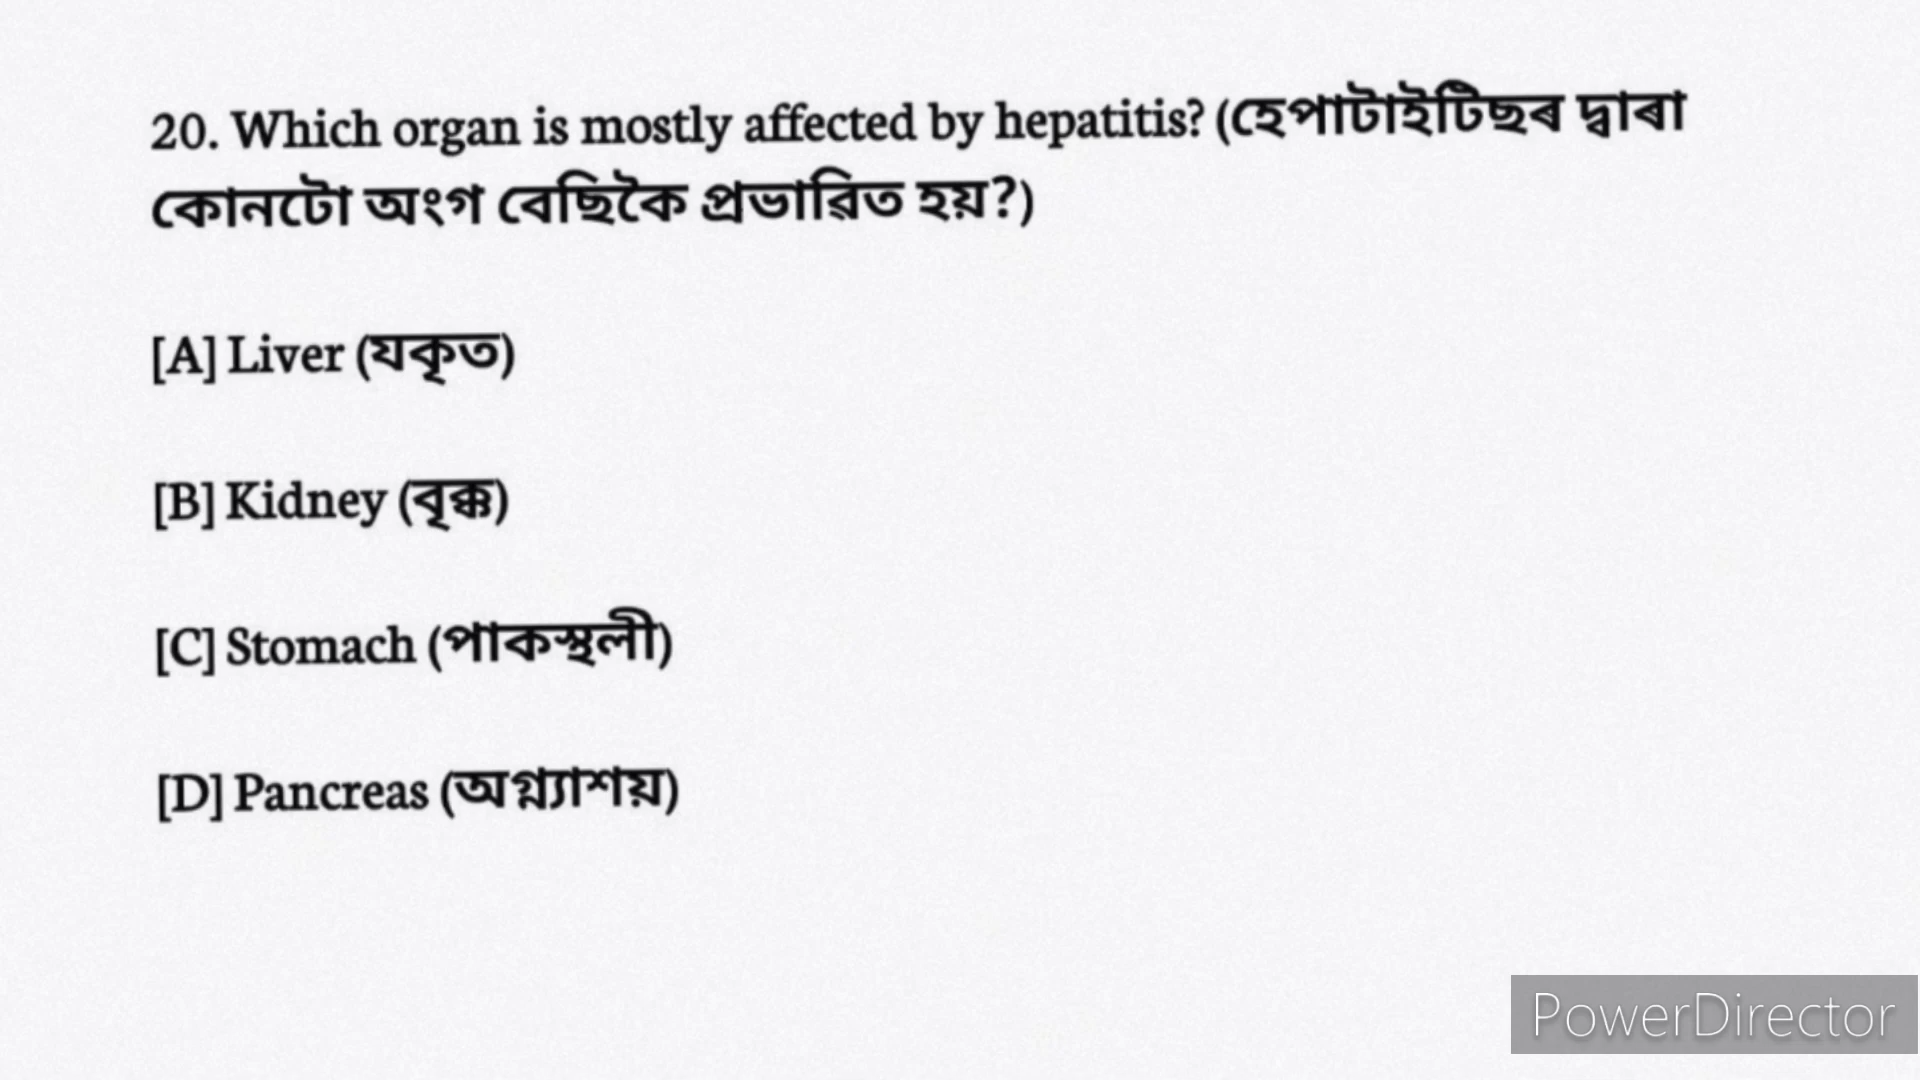 20. Which organ is mostly affected by hepatitis? (হেপাটাইটিছৰ দ্বাৰা
কোনটো অংগ বেছিকৈ প্ৰভাৱিত হয়?)
[A] Liver (যকৃত)
[B] Kidney (বৃক্ক)
[C] Stomach (পাকস্থলী)
[D] Pancreas (অগ্ন্যাশয়)
PowerDirector